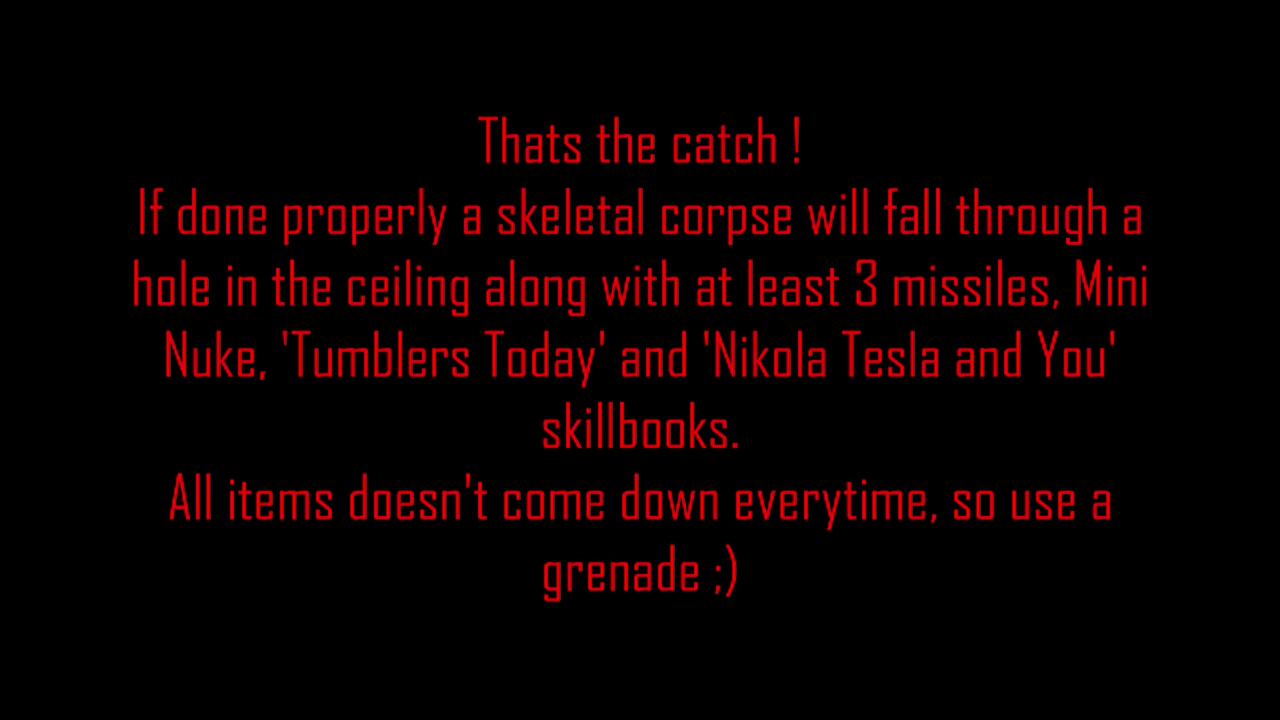 Thats the catch !
If done properly a skeletal corpse will fall through a
hole in the ceiling along with at least 3 missiles, Mini
Nuke, 'Tumblers Today' and 'Nikola Tesla and You'
skillbooks.
All items doesn't come down everytime, so use a
grenade ;)